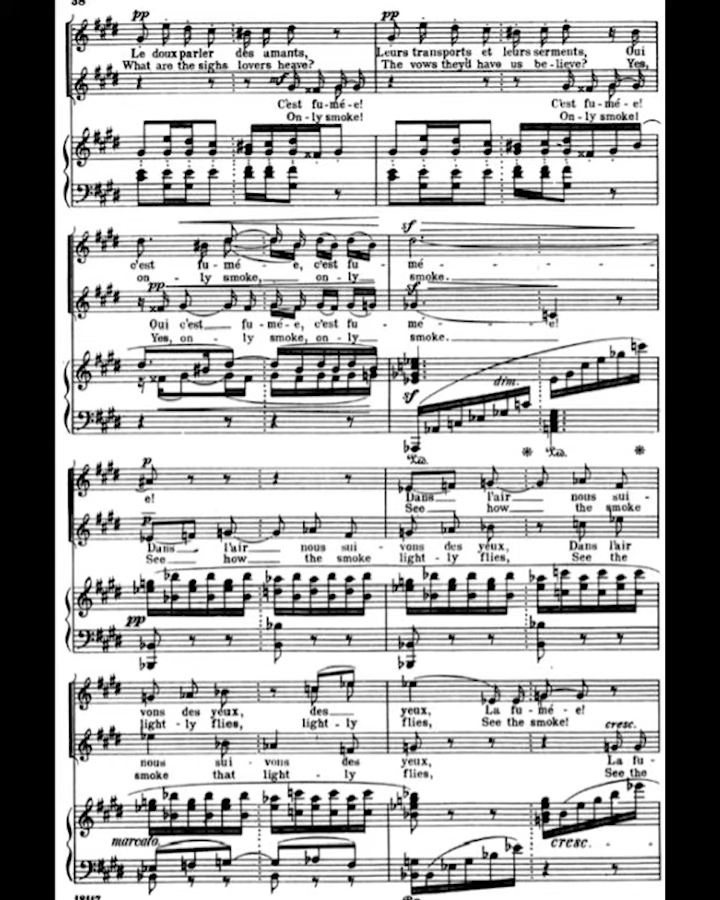 38
pp pp
Le doux parler des amants, Leurs transports et leurs serments, Oui
What are the sighs lovers heave? The vows they'd have us be-lieve? Yes,
mf
C'est fu-mé-e! C'est fu-mé-e!
On-ly smoke! On-ly smoke!
sf
c'est fu - mé - e, c'est fu - mé - - - - -
on - ly smoke, on - ly smoke.
pp sf
Oui c'est fu - mé - e, c'est fu - mé - - - e!
Yes, on - ly smoke, on - ly smoke.
dim.
sf
Ped. * Ped. *
p
e! Dans l'air nous sui -
See how the smoke
p
Dans l'air nous sui - vons des yeux, Dans l'air
See how the smoke light - ly flies, See the
pp
vons des yeux, des yeux, La fu - mé - e!
light - ly flies, light - ly flies, See the smoke!
cresc.
nous sui - vons des yeux, La fu -
smoke that light - ly flies, See the
marcato.
cresc.